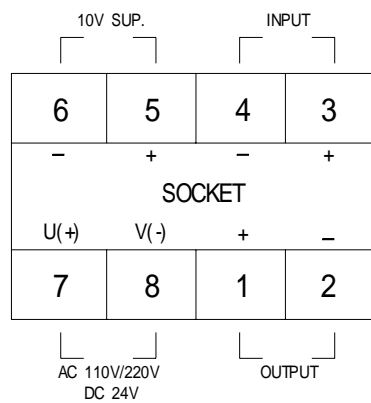 10V SUP. INPUT
6 5 4 3
– + – +
SOCKET
U(+) V(-) + –
7 8 1 2
AC 110V/220V OUTPUT
DC 24V